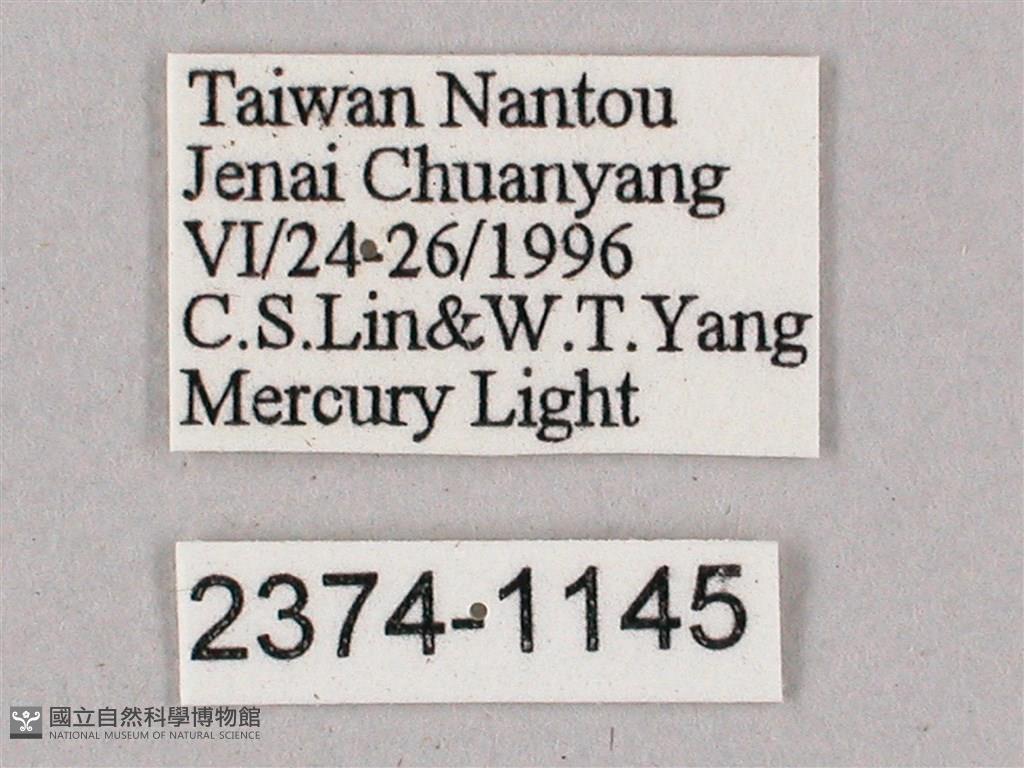 Taiwan Nantou
Jenai Chuanyang
VI/24-26/1996
C.S.Lin&W.T.Yang
Mercury Light
2374-1145
國立自然科學博物館
NATIONAL MUSEUM OF NATURAL SCIENCE